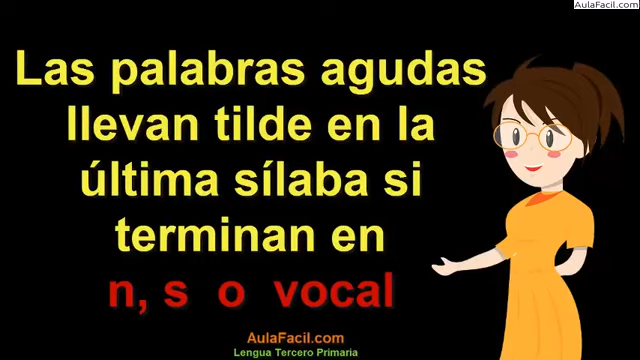 AulaFacil.com
Las palabras agudas
llevan tilde en la
última sílaba si
terminan en
n, s o vocal
AulaFacil.com
Lengua Tercero Primaria